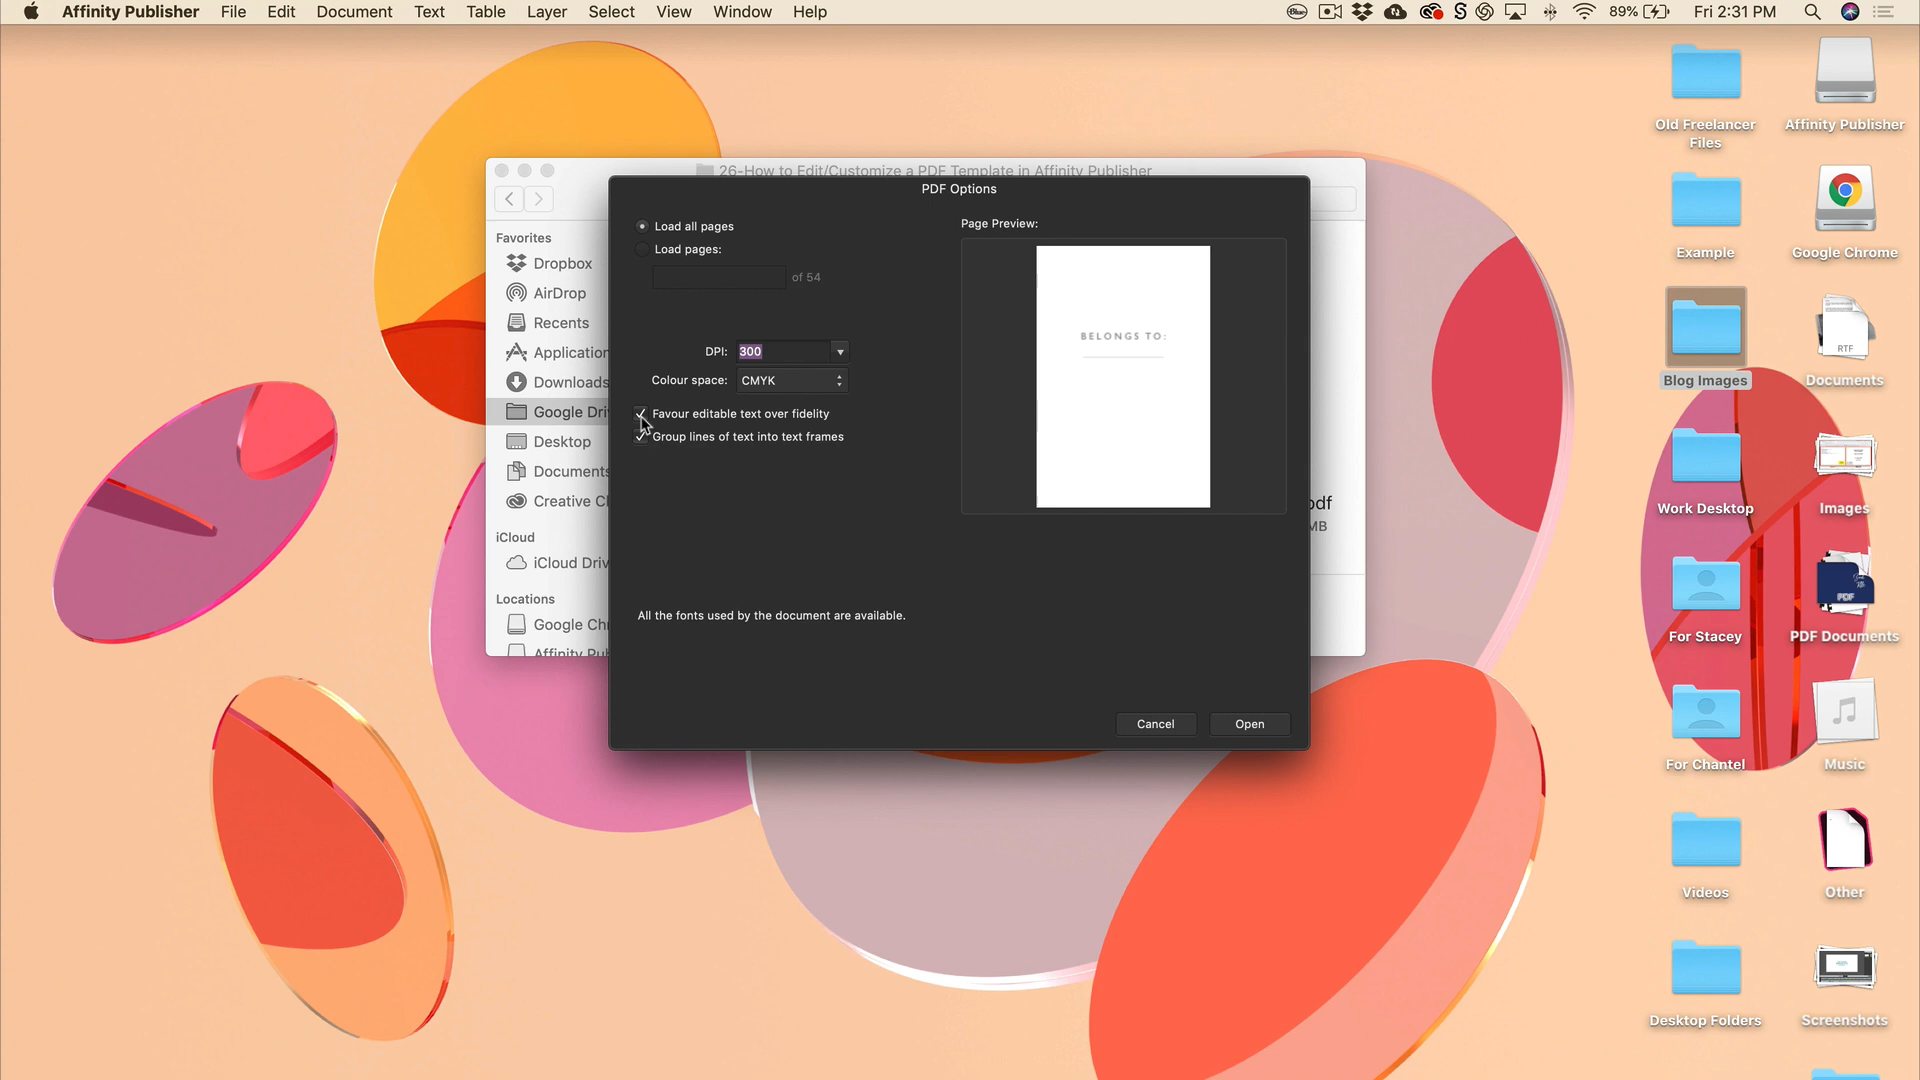 Affinity Publisher File Edit Document Text Table Layer Select View Window Help
89% Fri 2:31 PM
26-How to Edit/Customize a PDF Template in Affinity Publisher
Favorites
Dropbox
AirDrop
Recents
Application
Downloads
Google Dri
Desktop
Documents
Creative Cl
iCloud
iCloud Driv
Locations
Google Chr
Affinity Pub
PDF Options
Load all pages
Load pages:
of 54
DPI: 300
Colour space: CMYK
Favour editable text over fidelity
Group lines of text into text frames
All the fonts used by the document are available.
Page Preview:
BELONGS TO:
Cancel Open
pdf
MB
Old Freelancer
Files
Affinity Publisher
Example
Google Chrome
Blog Images
RTF
Documents
Work Desktop
Images
For Stacey
PDF
PDF Documents
For Chantel
Music
Videos
Other
Desktop Folders
Screenshots